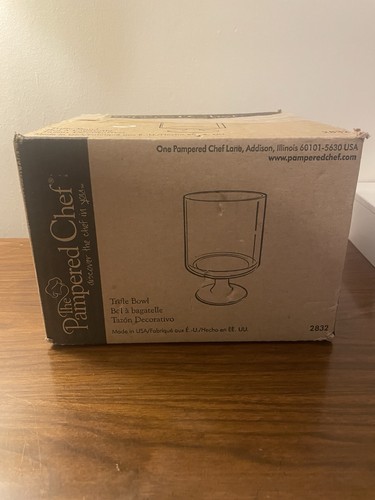 One Pampered Chef Lane, Addison, Illinois 60101-5630 USA
www.pamperedchef.com
The
Pampered Chef®
discover the chef in you™
Trifle Bowl
Bol à bagatelle
Tazón Decorativo
Made in USA/Fabriqué aux É.-U./Hecho en EE. UU.
2832